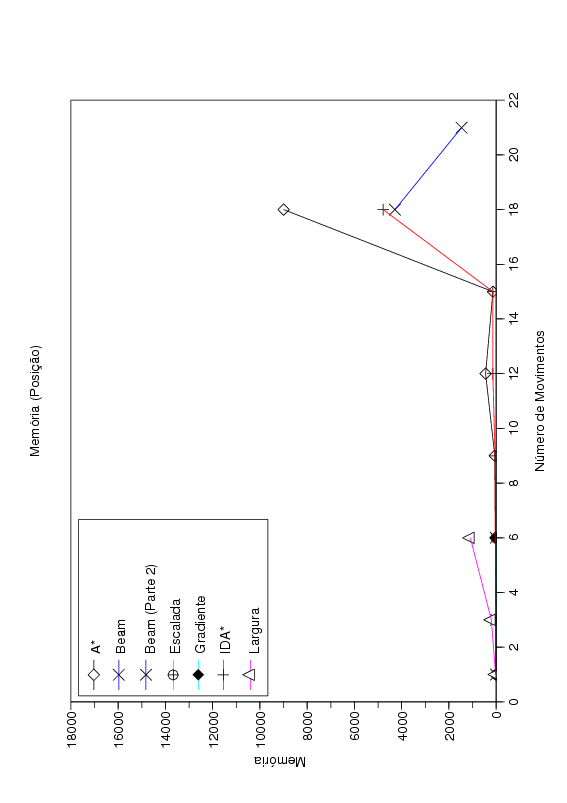 Memória (Posição)
18000
16000
14000
12000
10000
8000
6000
4000
2000
0
Memória
A*
Beam
Beam (Parte 2)
Escalada
Gradiente
IDA*
Largura
0
2
4
6
8
10
12
14
16
18
20
22
Número de Movimentos